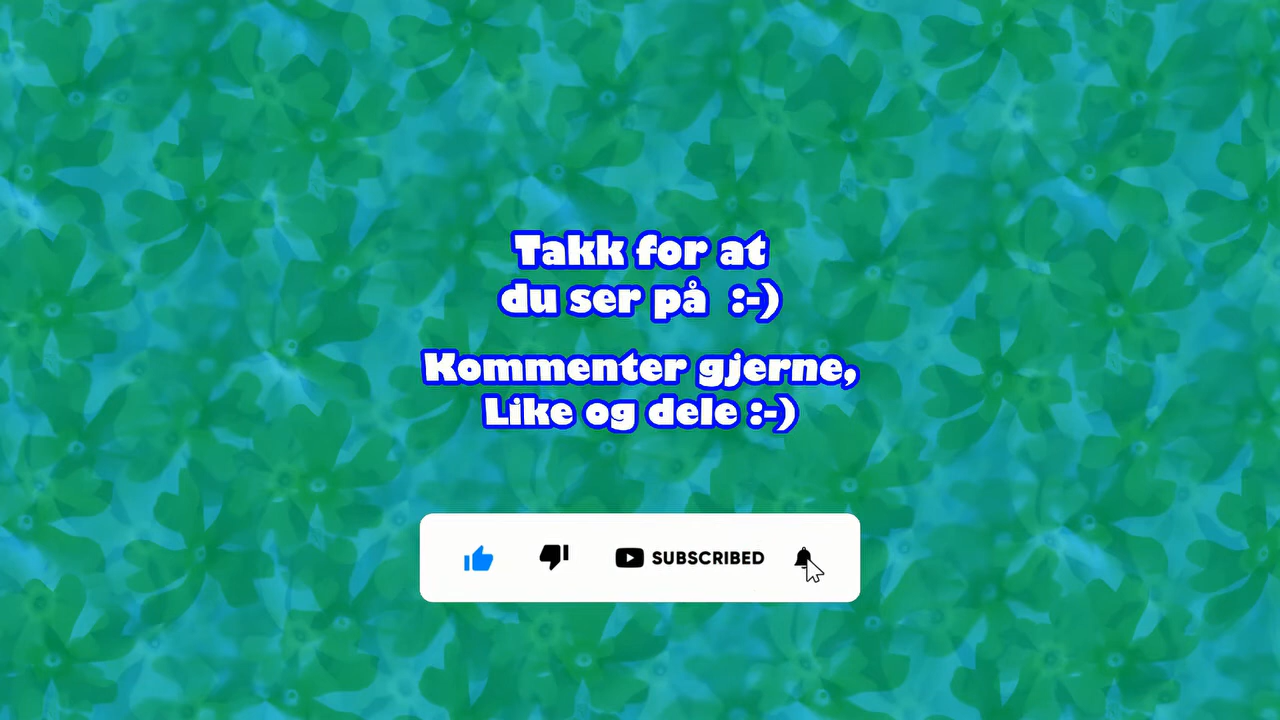 Takk for at
du ser på :-)
Kommenter gjerne,
Like og dele :-)
SUBSCRIBED